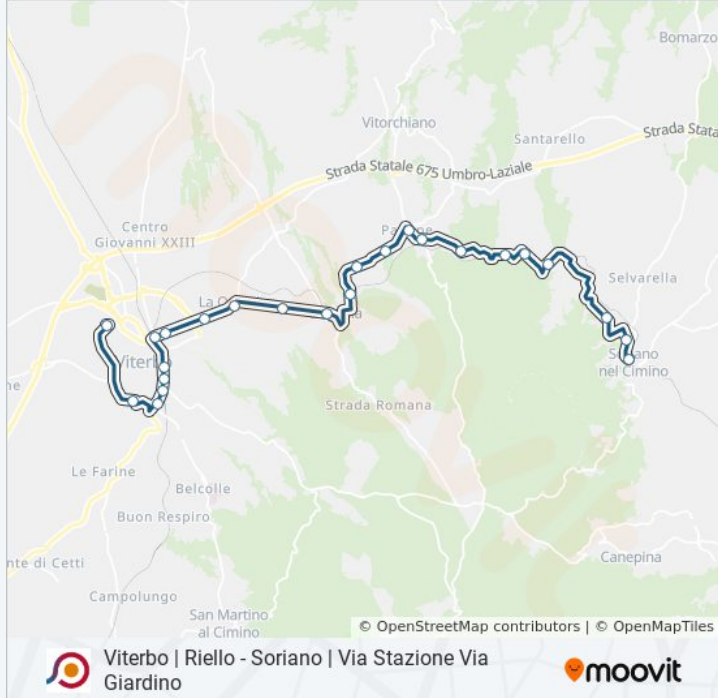 Bomarzo
Vitorchiano
Santarello
Strada Stata
Strada Statale 675 Umbro-Laziale
Centro
Giovanni XXIII
Selvarella
La Q
Viterbo
nel Cimino
Strada Romana
Le Farine
Belcolle
Buon Respiro
nte di Cetti
Canepina
Campolungo
San Martino
al Cimino
© OpenStreetMap contributors | © OpenMapTiles
Viterbo | Riello - Soriano | Via Stazione Via
Giardino
moovit